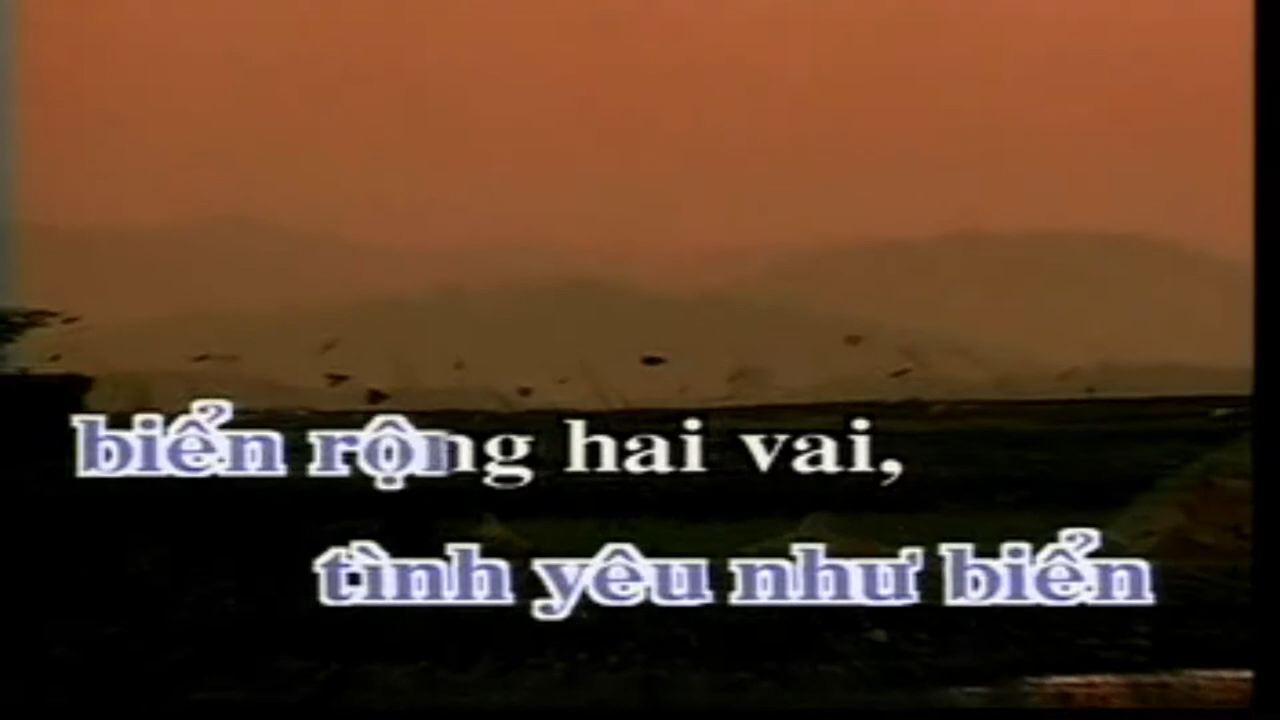 biển rộng hai vai,
tình yêu như biển